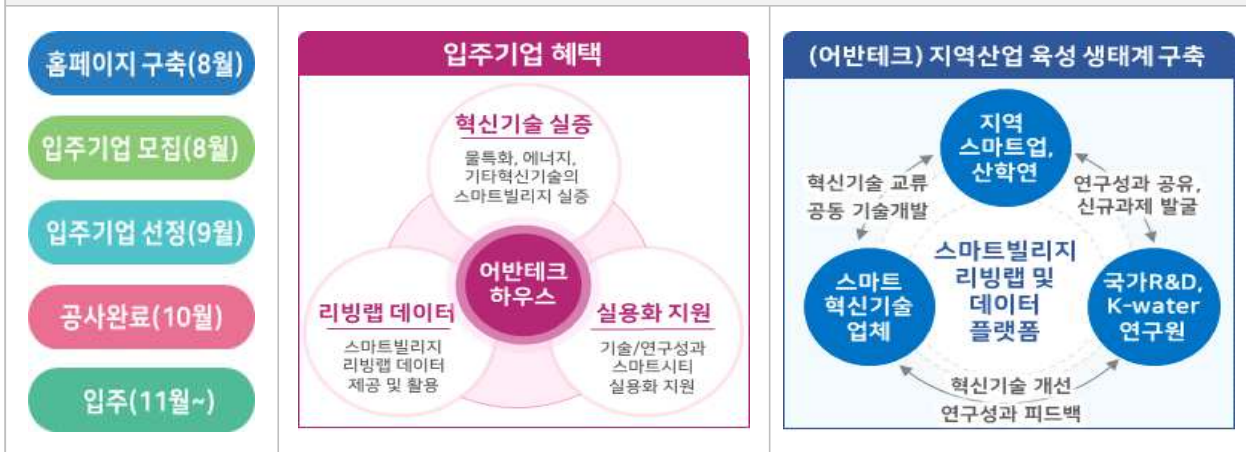 홈페이지 구축(8월)
입주기업 모집(8월)
입주기업 선정(9월)
공사완료(10월)
입주(11월~)
입주기업 혜택
혁신기술 실증
물특화, 에너지,
기타혁신기술의
스마트빌리지 실증
어반테크
하우스
리빙랩 데이터
스마트빌리지
리빙랩 데이터
제공 및 활용
실용화 지원
기술/연구성과
스마트시티
실용화 지원
(어반테크) 지역산업 육성 생태계 구축
지역
스마트업,
산학연
혁신기술 교류
공동 기술개발
연구성과 공유,
신규과제 발굴
스마트빌리지
리빙랩 및
데이터
플랫폼
스마트
혁신기술
업체
국가R&D,
K-water
연구원
혁신기술 개선
연구성과 피드백